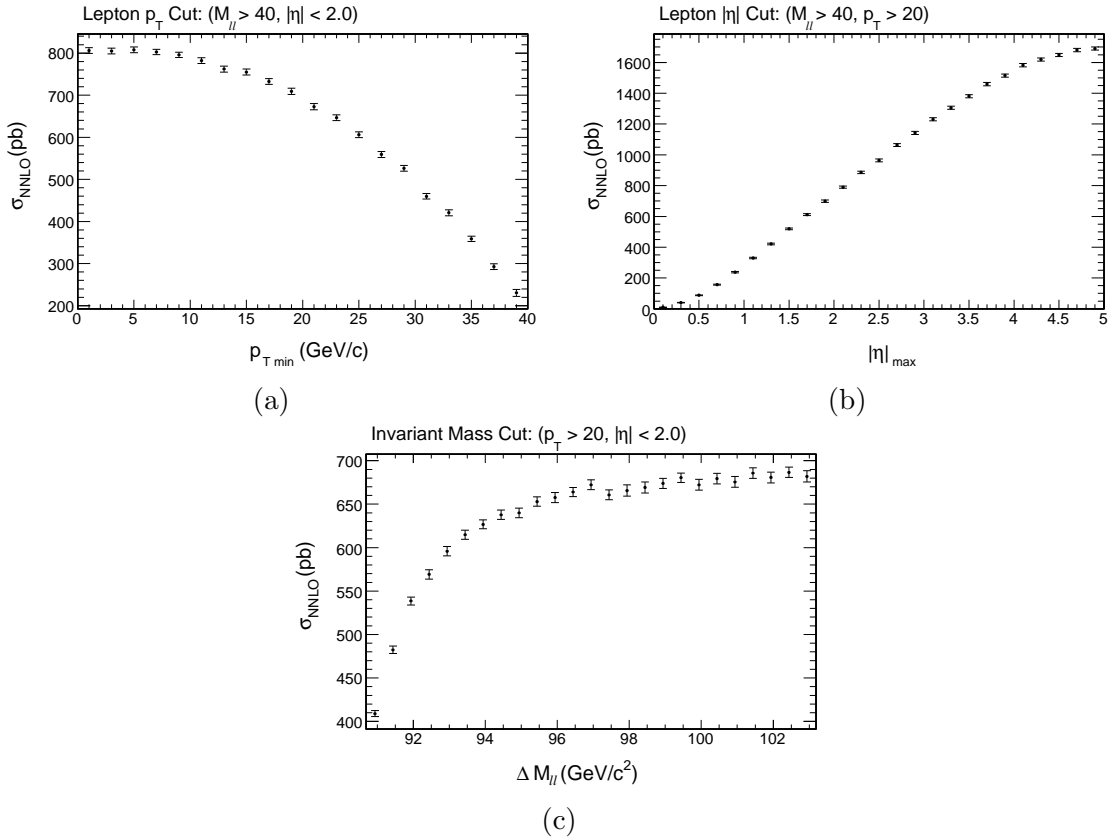 Lepton p_T Cut: (M_ll > 40, |η| < 2.0)
σ_NNLO(pb)
800
700
600
500
400
300
200
0 5 10 15 20 25 30 35 40
p_T min (GeV/c)
(a)
Lepton |η| Cut: (M_ll > 40, p_T > 20)
σ_NNLO(pb)
1600
1400
1200
1000
800
600
400
200
0
0 0.5 1 1.5 2 2.5 3 3.5 4 4.5 5
|η|_max
(b)
Invariant Mass Cut: (p_T > 20, |η| < 2.0)
σ_NNLO(pb)
700
650
600
550
500
450
400
92 94 96 98 100 102
Δ M_ll (GeV/c²)
(c)